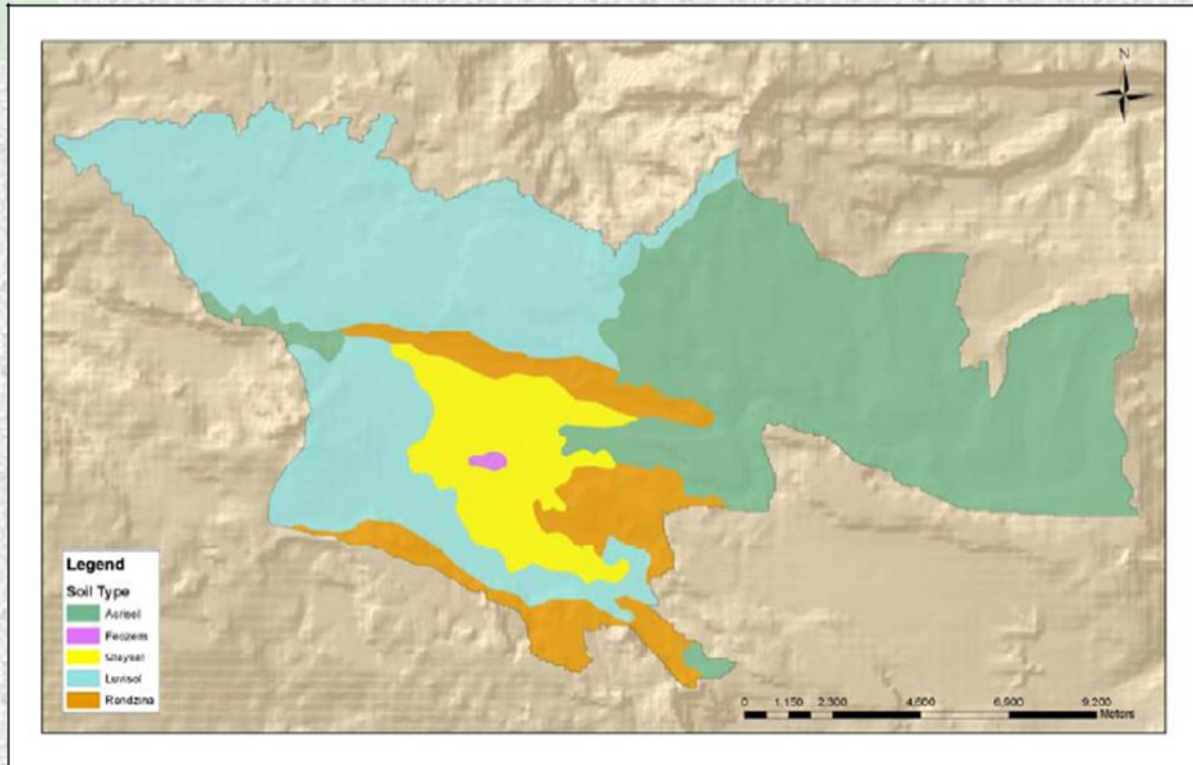 N
Legend
Soil Type
Acrisol
Feozem
Luvisol
Rendzina
0 1,150 2,300 4,600 6,900 9,200
Meters